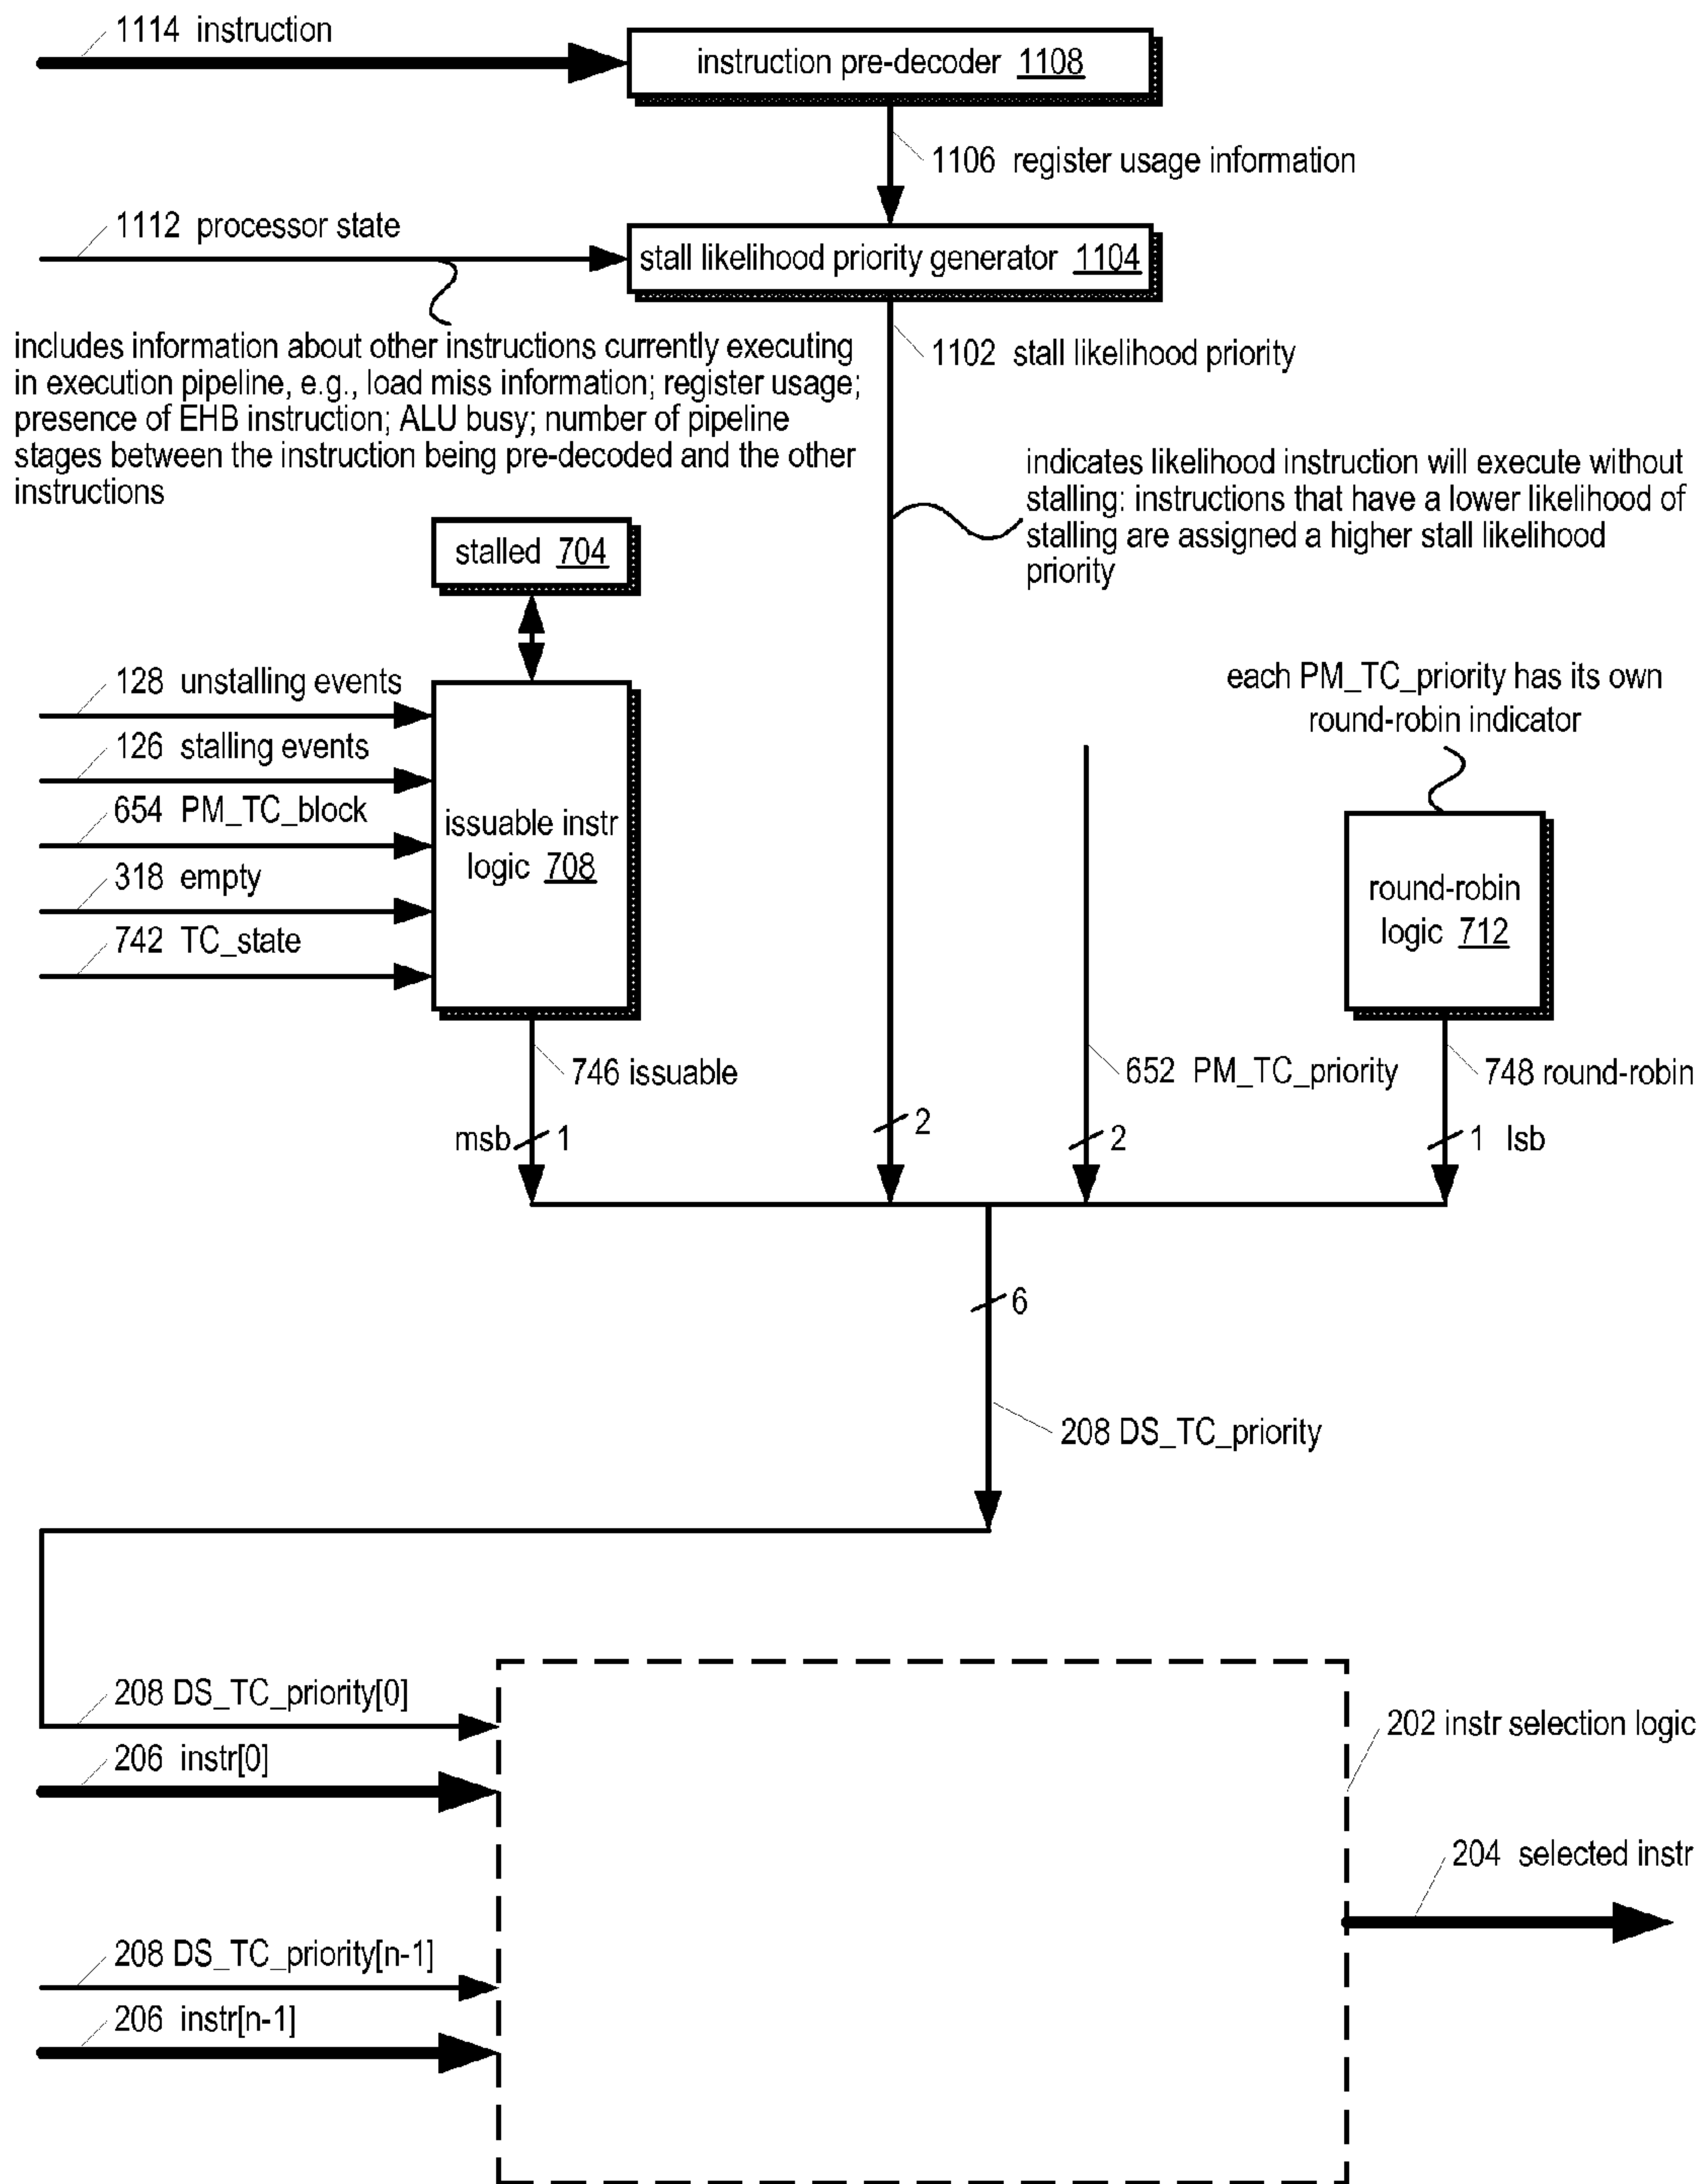 1114 instruction
instruction pre-decoder 1108
1106 register usage information
1112 processor state
stall likelihood priority generator 1104
includes information about other instructions currently executing
in execution pipeline, e.g., load miss information; register usage;
presence of EHB instruction; ALU busy; number of pipeline
stages between the instruction being pre-decoded and the other
instructions
1102 stall likelihood priority
indicates likelihood instruction will execute without
stalling: instructions that have a lower likelihood of
stalling are assigned a higher stall likelihood
priority
stalled 704
128 unstalling events
126 stalling events
654 PM_TC_block
318 empty
742 TC_state
issuable instr
logic 708
each PM_TC_priority has its own
round-robin indicator
round-robin
logic 712
746 issuable
652 PM_TC_priority
748 round-robin
msb 1
2
2
1 lsb
6
208 DS_TC_priority
208 DS_TC_priority[0]
206 instr[0]
202 instr selection logic
204 selected instr
208 DS_TC_priority[n-1]
206 instr[n-1]